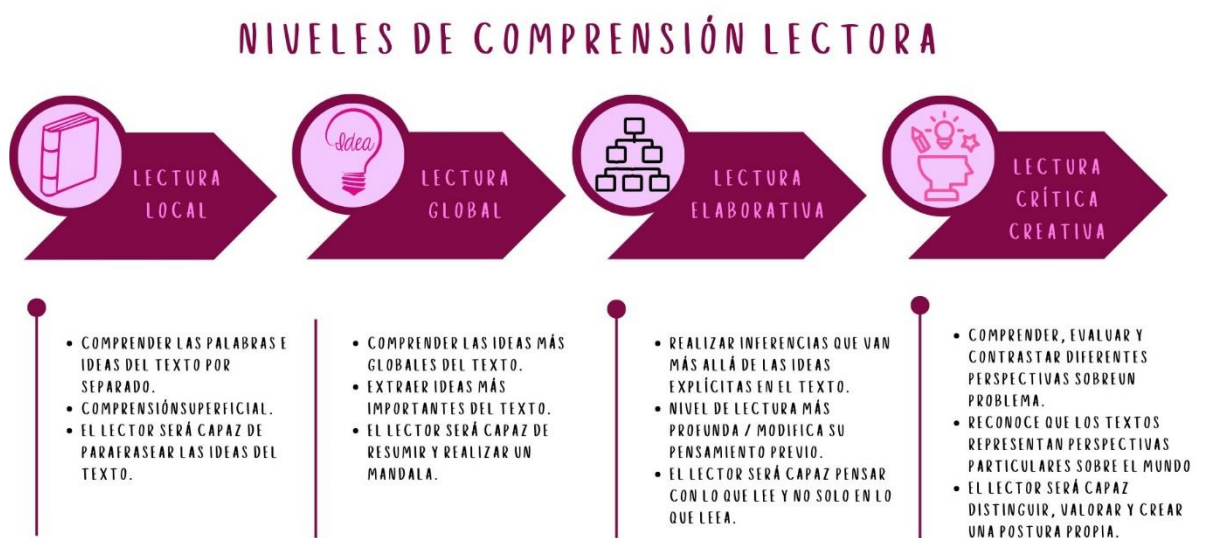 NIVELES DE COMPRENSIÓN LECTORA
LECTURA
LOCAL
• COMPRENDER LAS PALABRAS E
IDEAS DEL TEXTO POR
SEPARADO.
• COMPRENSIÓNSUPERFICIAL.
• EL LECTOR SERÁ CAPAZ DE
PARAFRASEAR LAS IDEAS DEL
TEXTO.
Idea
LECTURA
GLOBAL
• COMPRENDER LAS IDEAS MÁS
GLOBALES DEL TEXTO.
• EXTRAER IDEAS MÁS
IMPORTANTES DEL TEXTO.
• EL LECTOR SERÁ CAPAZ DE
RESUMIR Y REALIZAR UN
MANDALA.
LECTURA
ELABORATIVA
• REALIZAR INFERENCIAS QUE VAN
MÁS ALLÁ DE LAS IDEAS
EXPLÍCITAS EN EL TEXTO.
• NIVEL DE LECTURA MÁS
PROFUNDA / MODIFICA SU
PENSAMIENTO PREVIO.
• EL LECTOR SERÁ CAPAZ PENSAR
CON LO QUE LEE Y NO SOLO EN LO
QUE LEEA.
LECTURA
CRÍTICA
CREATIVA
• COMPRENDER, EVALUAR Y
CONTRASTAR DIFERENTES
PERSPECTIVAS SOBREUN
PROBLEMA.
• RECONOCE QUE LOS TEXTOS
REPRESENTAN PERSPECTIVAS
PARTICULARES SOBRE EL MUNDO
• EL LECTOR SERÁ CAPAZ
DISTINGUIR, VALORAR Y CREAR
UNA POSTURA PROPIA.